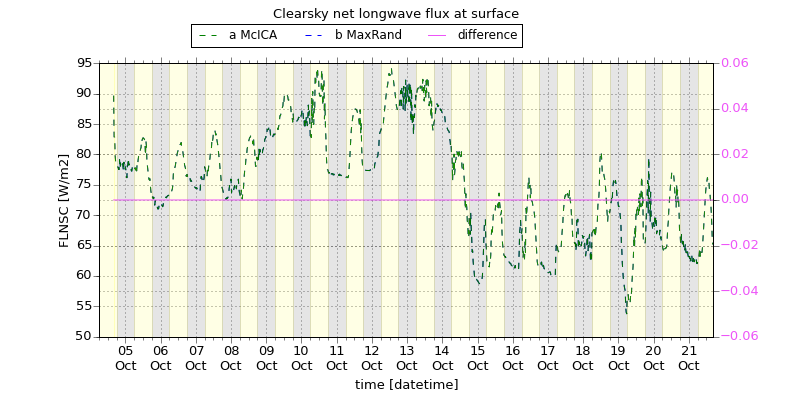 Clearsky net longwave flux at surface
a McICA b MaxRand difference
95
90
85
80
75
70
65
60
55
50
FLNSC [W/m2]
0.06
0.04
0.02
0.00
−0.02
−0.04
−0.06
05 06 07 08 09 10 11 12 13 14 15 16 17 18 19 20 21
Oct Oct Oct Oct Oct Oct Oct Oct Oct Oct Oct Oct Oct Oct Oct Oct Oct
time [datetime]